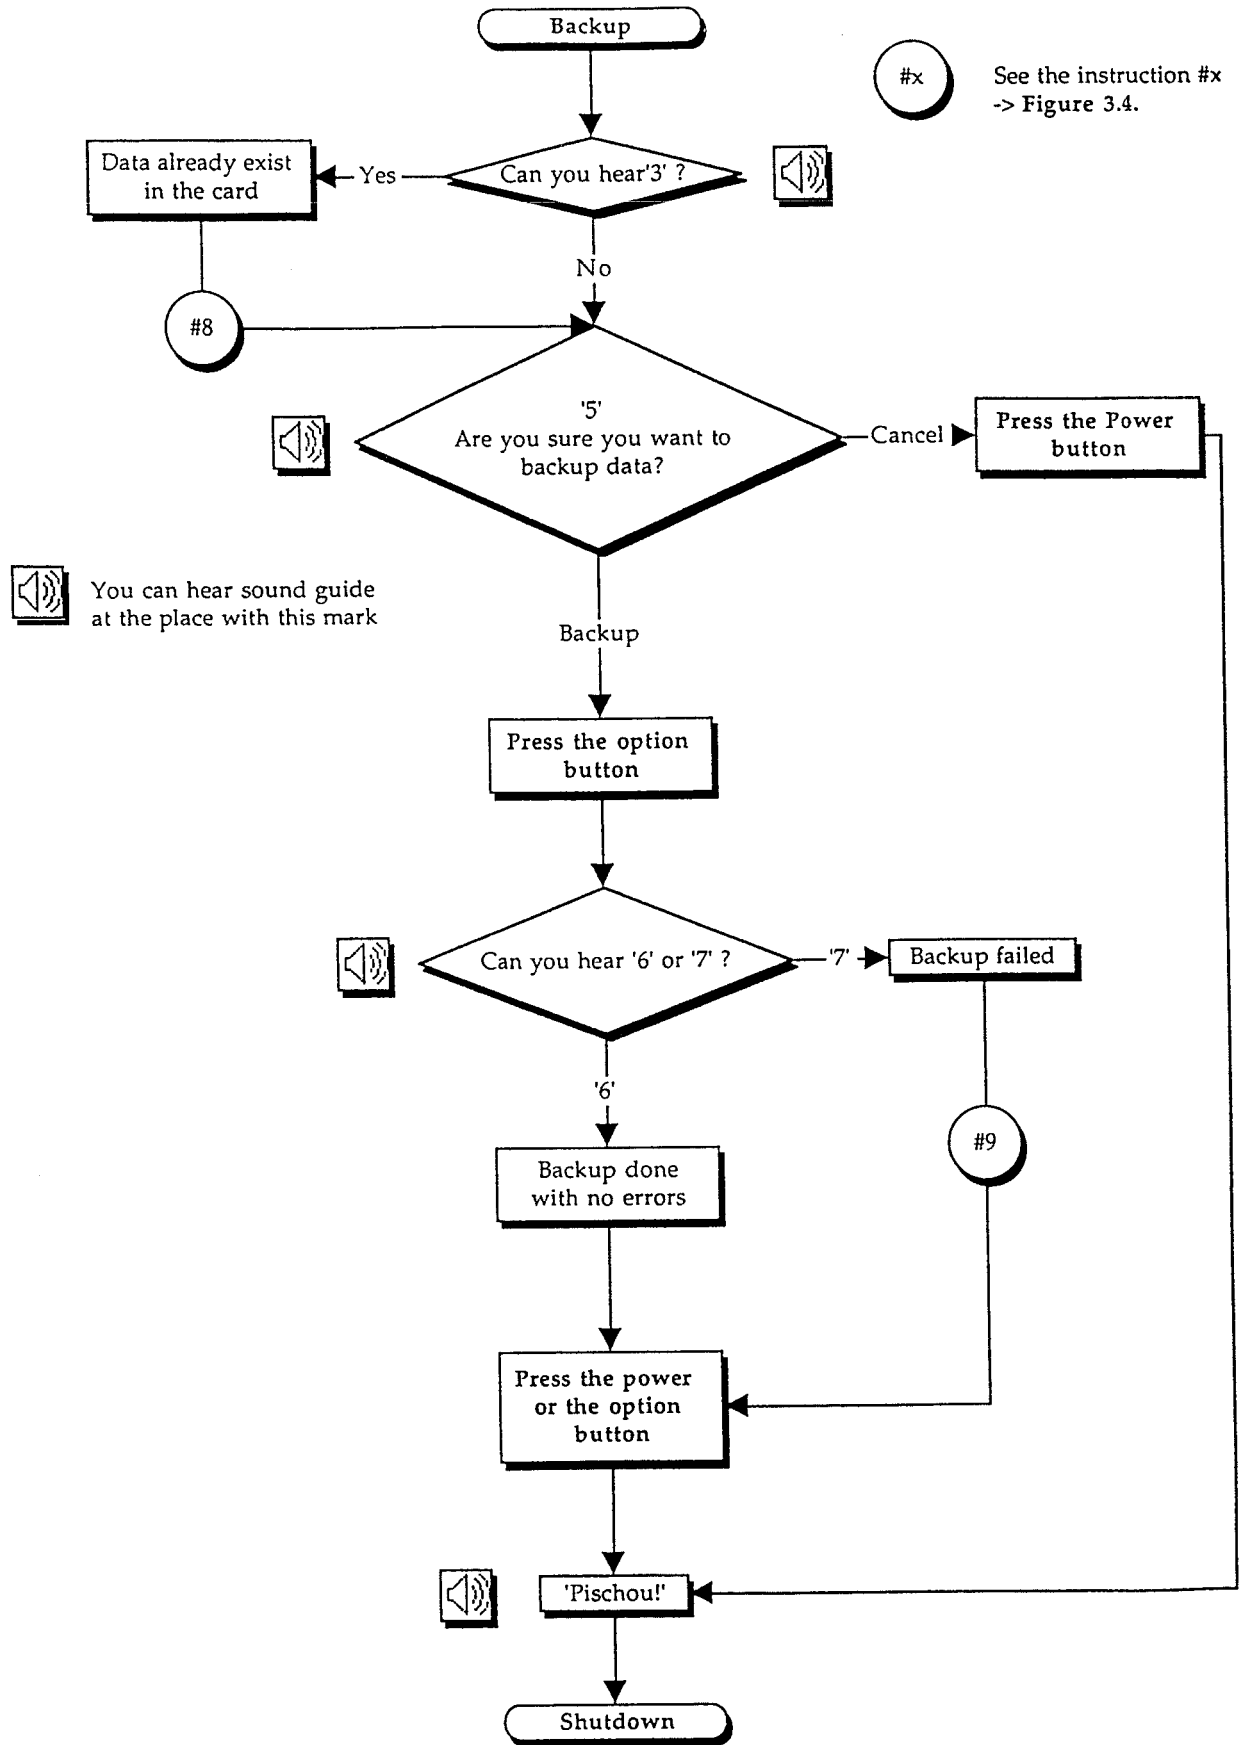 Backup
#x
See the instruction #x
-> Figure 3.4.
Data already exist
in the card
Yes
Can you hear'3' ?
No
#8
'5'
Are you sure you want to
backup data?
Cancel
Press the Power
button
You can hear sound guide
at the place with this mark
Backup
Press the option
button
Can you hear '6' or '7' ?
'7'
Backup failed
'6'
#9
Backup done
with no errors
Press the power
or the option
button
'Pischou!'
Shutdown